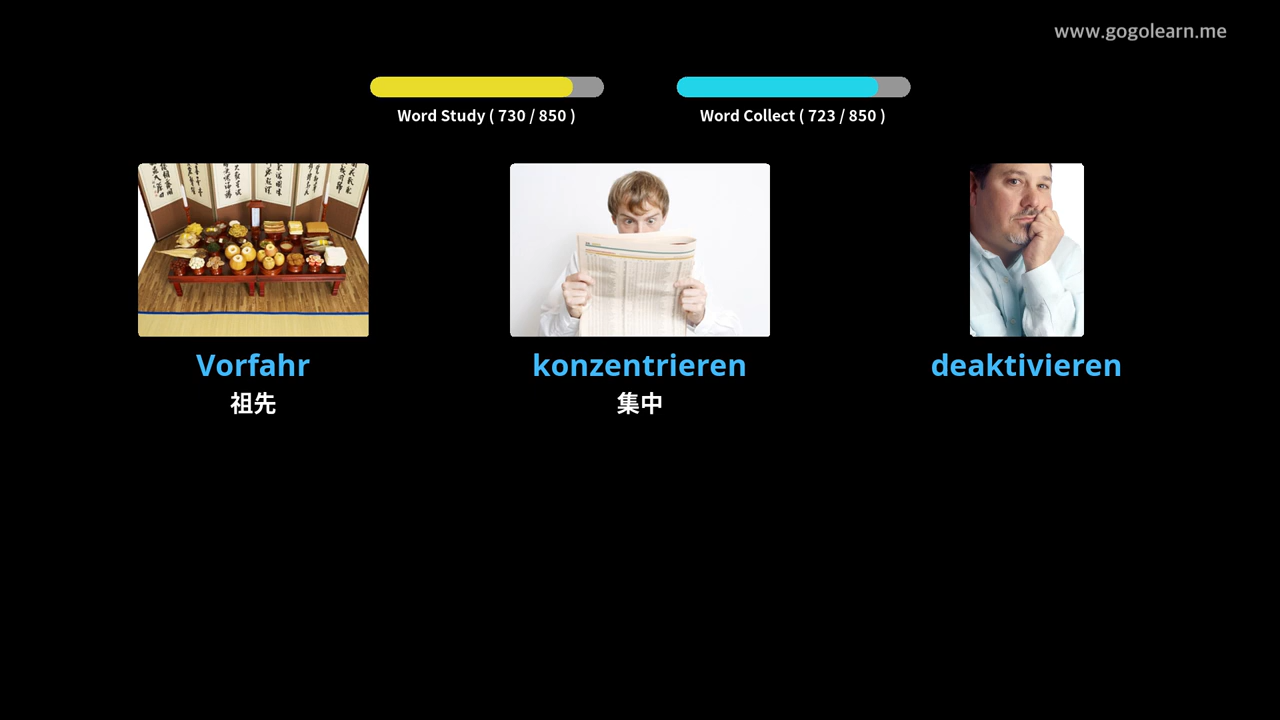 www.gogolearn.me
Word Study ( 730 / 850 )
Word Collect ( 723 / 850 )
Vorfahr
konzentrieren
deaktivieren
祖先
集中